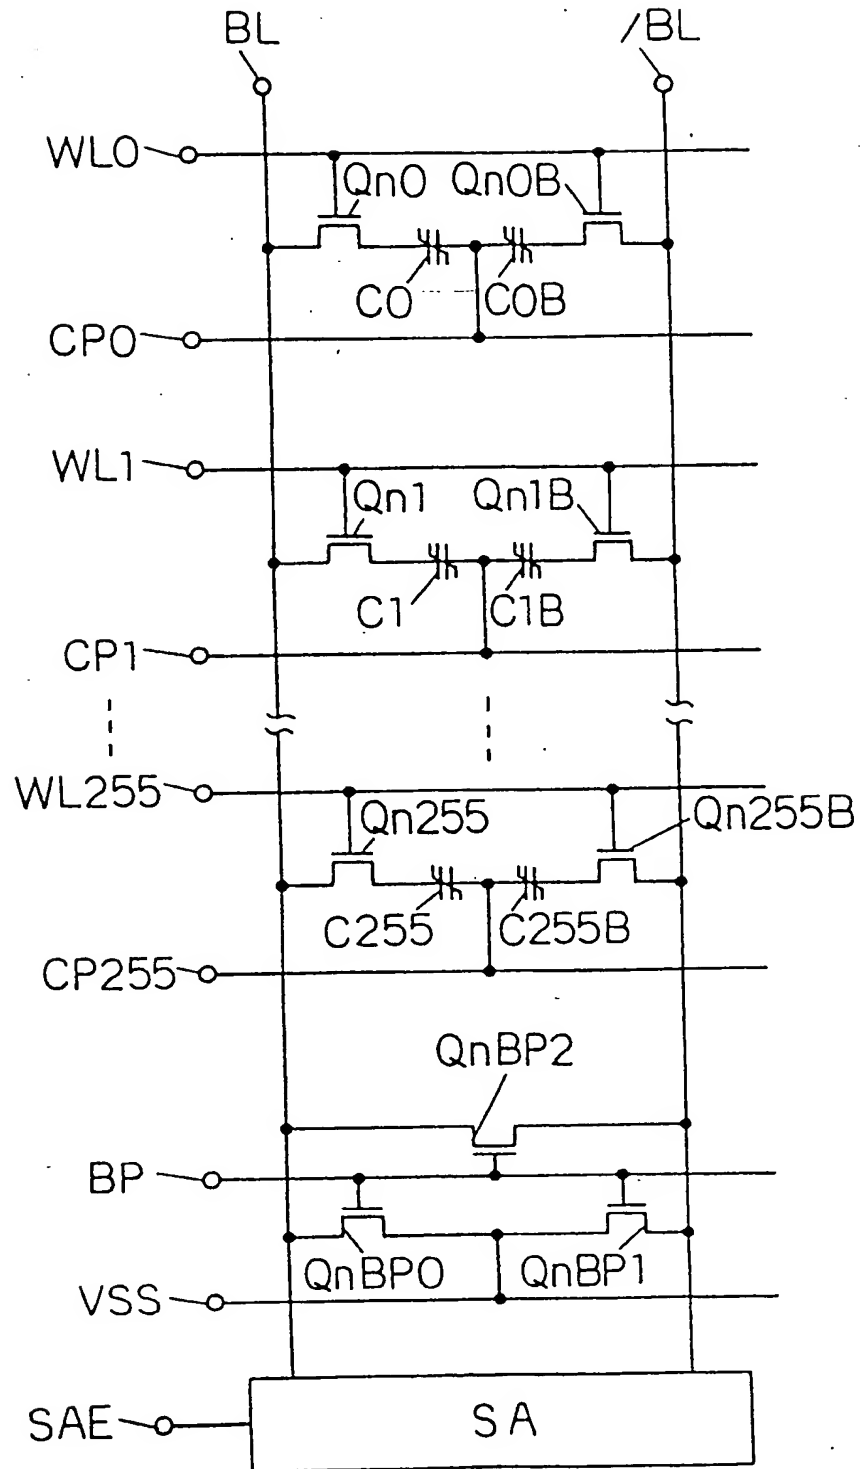 BL /BL
WL0
Qn0 Qn0B
C0 C0B
CP0
WL1
Qn1 Qn1B
C1 C1B
CP1
WL255
Qn255 Qn255B
C255 C255B
CP255
QnBP2
BP
QnBP0 QnBP1
VSS
SAE SA